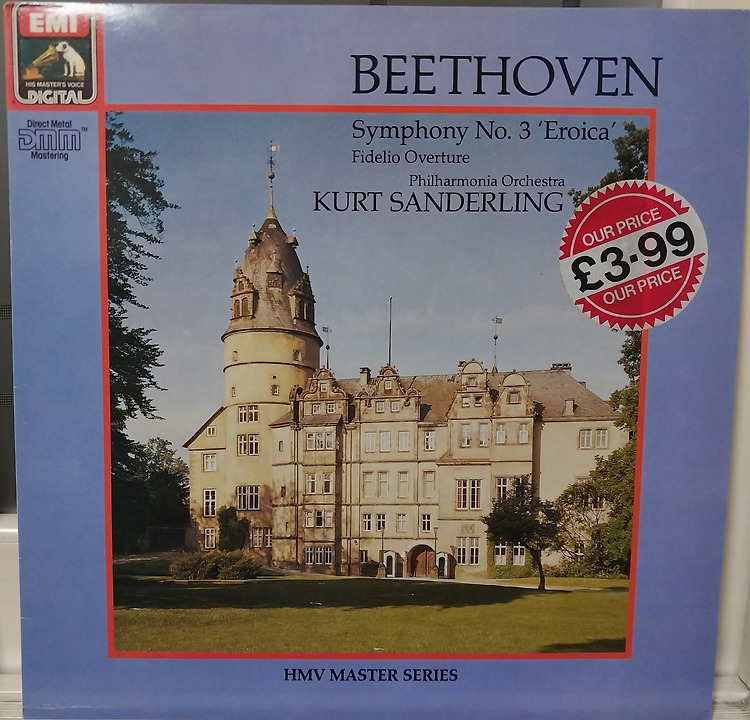 EMI
HIS MASTER'S VOICE
DIGITAL
Direct Metal
DMM™
Mastering
BEETHOVEN
Symphony No. 3 ‘Eroica’
Fidelio Overture
Philharmonia Orchestra
KURT SANDERLING
OUR PRICE
£3·99
OUR PRICE
HMV MASTER SERIES